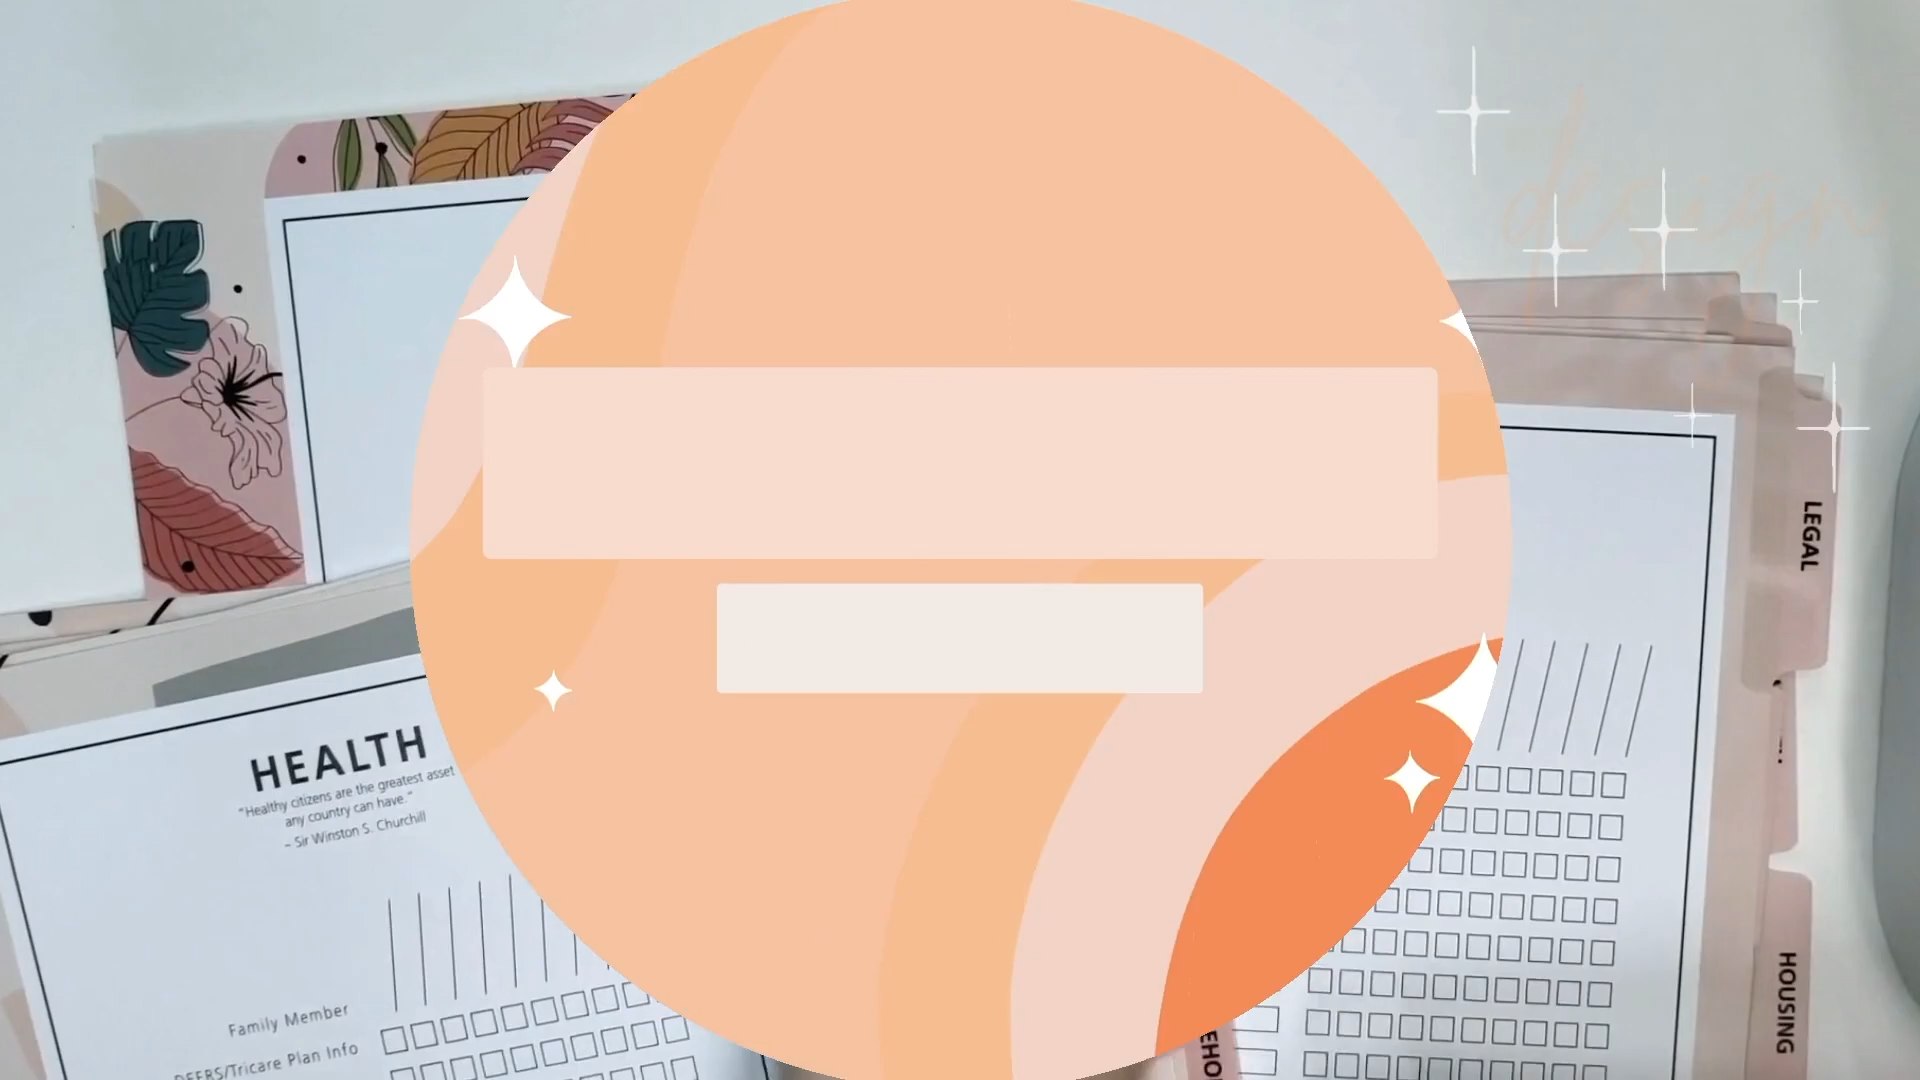 design
LEGAL
HEALTH
"Healthy citizens are the greatest asset
any country can have."
– Sir Winston S. Churchill
HOUSING
Family Member
DEERS/Tricare Plan Info